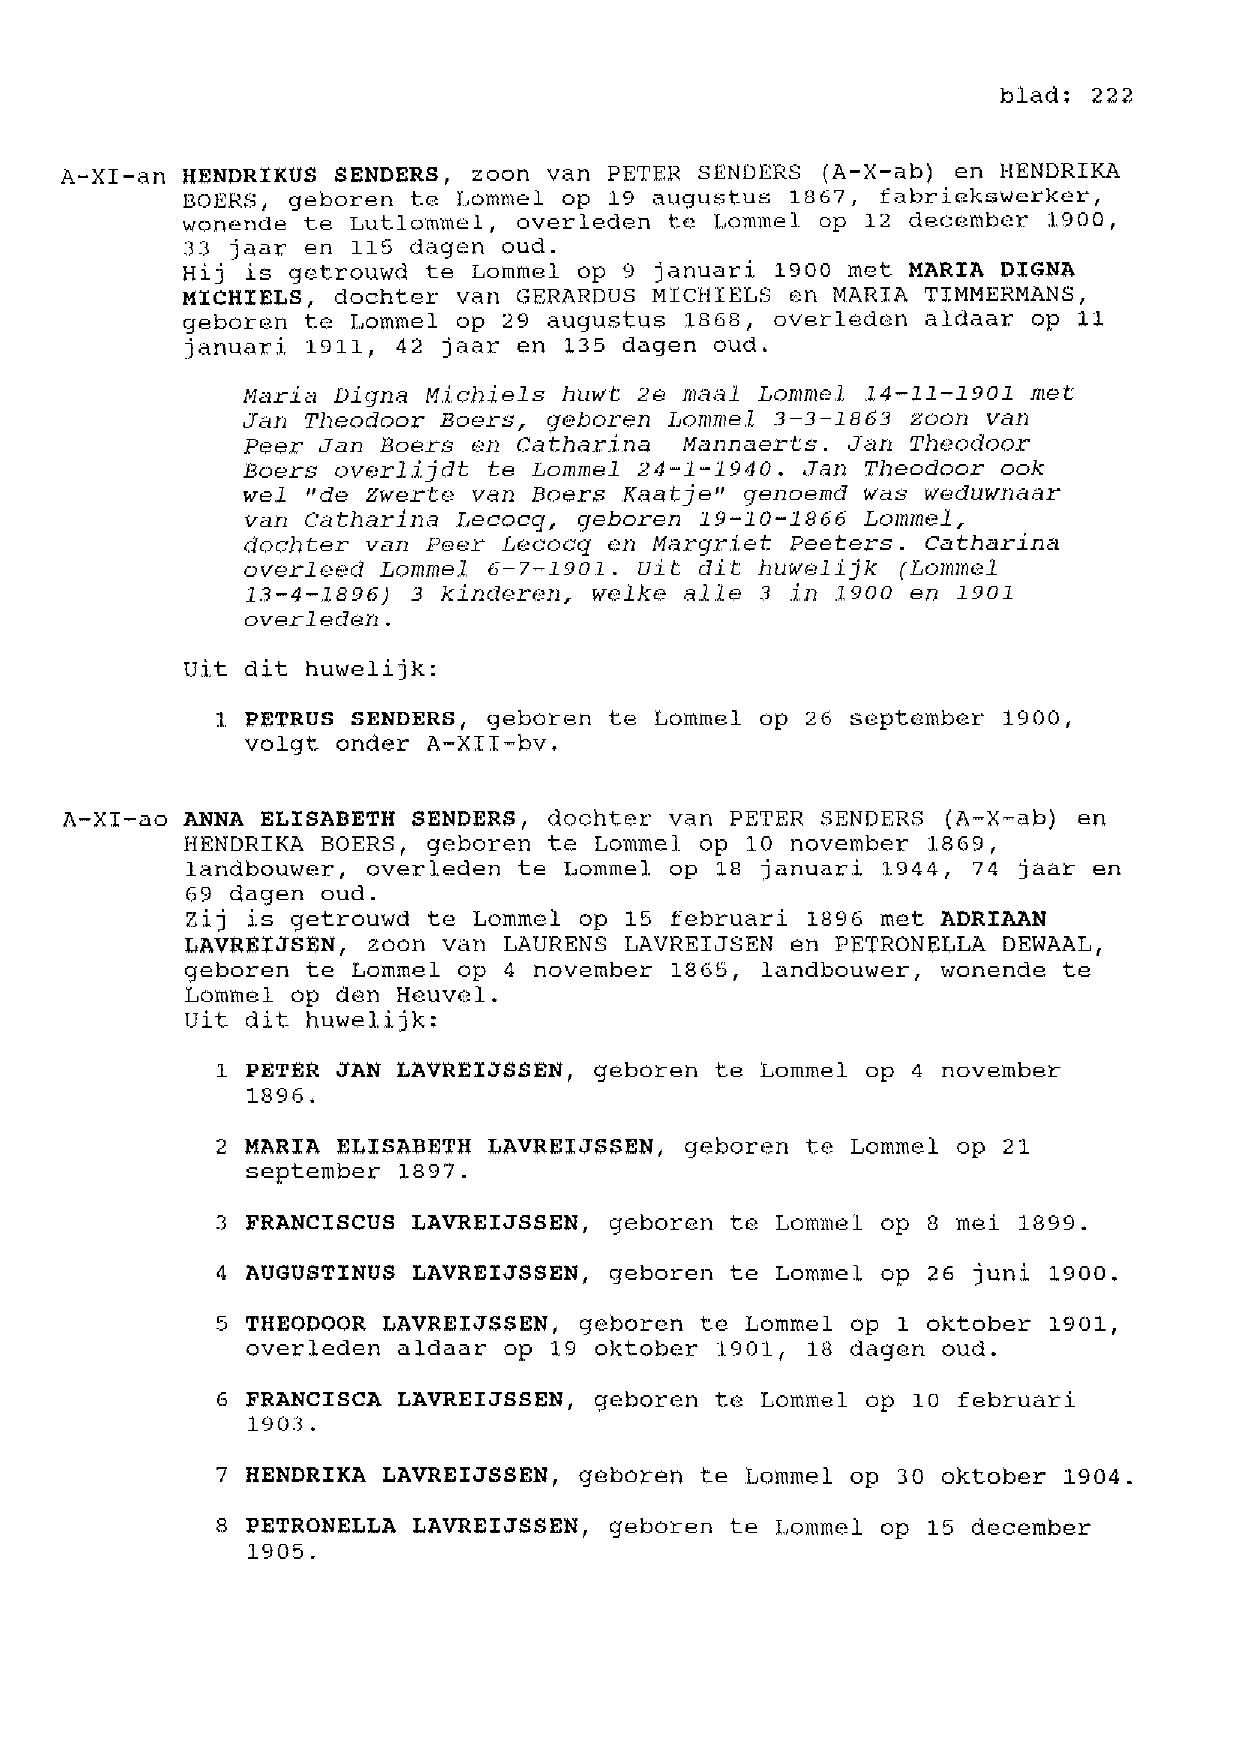 blad: 222
A-XI-an HENDRIKUS SENDERS, zoon van PETER SENDERS (A-X-ab) en HENDRIKA
BOERS, geboren te Lommel op 19 augustus 1867, fabriekswerker,
wonende te Lutlommel, overleden te Lommel op 12 december 1900,
33 jaar en 115 dagen oud.
Hij is getrouwd te Lommel op 9 januari 1900 met MARIA DIGNA
MICHIELS, dochter van GERARDUS MICHIELS en MARIA TIMMERMANS,
geboren te Lommel op 29 augustus 1868, overleden aldaar op 11
januari 1911, 42 jaar en 135 dagen oud.
Maria Digna Michiels huwt 2e maal Lommel 14-11-1901 met
Jan Theodoor Boers, geboren Lommel 3-3-1863 zoon van
Peer Jan Boers en Catharina Mannaerts. Jan Theodoor
Boers overlijdt te Lommel 24-1-1940. Jan Theodoor ook
wel "de Zwerte van Boers Kaatje" genoemd was weduwnaar
van Catharina Lecocq, geboren 19-10-1866 Lommel,
dochter van Peer Lecocq en Margriet Peeters. Catharina
overleed Lommel 6-7-1901. Uit dit huwelijk (Lommel
13-4-1896) 3 kinderen, welke alle 3 in 1900 en 1901
overleden.
Uit dit huwelijk:
1 PETRUS SENDERS, geboren te Lommel op 26 september 1900,
volgt onder A-XII-bv.
A-XI-ao ANNA ELISABETH SENDERS, dochter van PETER SENDERS (A-X-ab) en
HENDRIKA BOERS, geboren te Lommel op 10 november 1869,
landbouwer, overleden te Lommel op 18 januari 1944, 74 jaar en
69 dagen oud.
Zij is getrouwd te Lommel op 15 februari 1896 met ADRIAAN
LAVREIJSEN, zoon van LAURENS LAVREIJSEN en PETRONELLA DEWAAL,
geboren te Lommel op 4 november 1865, landbouwer, wonende te
Lommel op den Heuvel.
Uit dit huwelijk:
1 PETER JAN LAVREIJSSEN, geboren te Lommel op 4 november
1896.
2 MARIA ELISABETH LAVREIJSSEN, geboren te Lommel op 21
september 1897.
3 FRANCISCUS LAVREIJSSEN, geboren te Lommel op 8 mei 1899.
4 AUGUSTINUS LAVREIJSSEN, geboren te Lommel op 26 juni 1900.
5 THEODOOR LAVREIJSSEN, geboren te Lommel op 1 oktober 1901,
overleden aldaar op 19 oktober 1901, 18 dagen oud.
6 FRANCISCA LAVREIJSSEN, geboren te Lommel op 10 februari
1903.
7 HENDRIKA LAVREIJSSEN, geboren te Lommel op 30 oktober 1904.
8 PETRONELLA LAVREIJSSEN, geboren te Lommel op 15 december
1905.